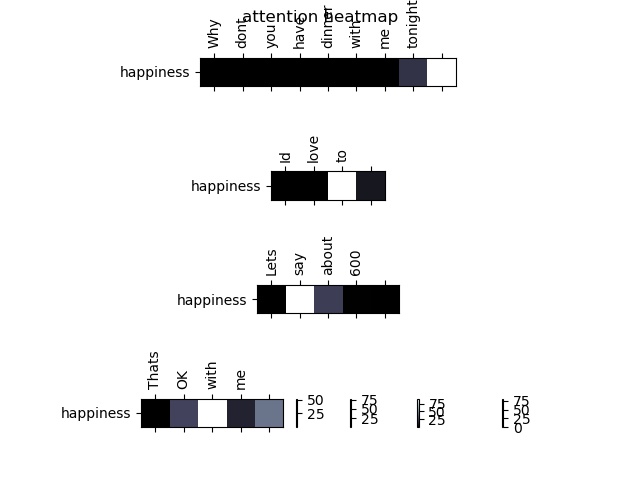 attention heatmap
Why dont you have dinner with me tonight
happiness
Id love to
happiness
Lets say about 600
happiness
Thats OK with me
happiness
50 75 75 75
25 50 50 50
25 25 25
0